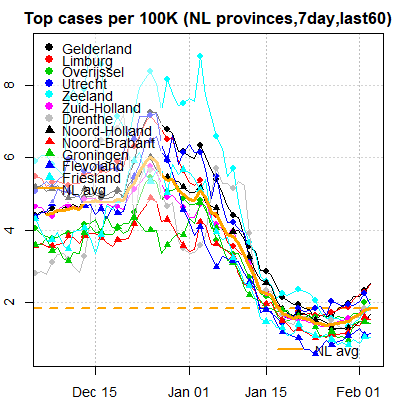 Top cases per 100K (NL provinces,7day,last60)
Gelderland
Limburg
Overijssel
Utrecht
Zeeland
Zuid-Holland
Drenthe
Noord-Holland
Noord-Brabant
Groningen
Flevoland
Friesland
NL avg
8
6
4
2
NL avg
Dec 15
Jan 01
Jan 15
Feb 01